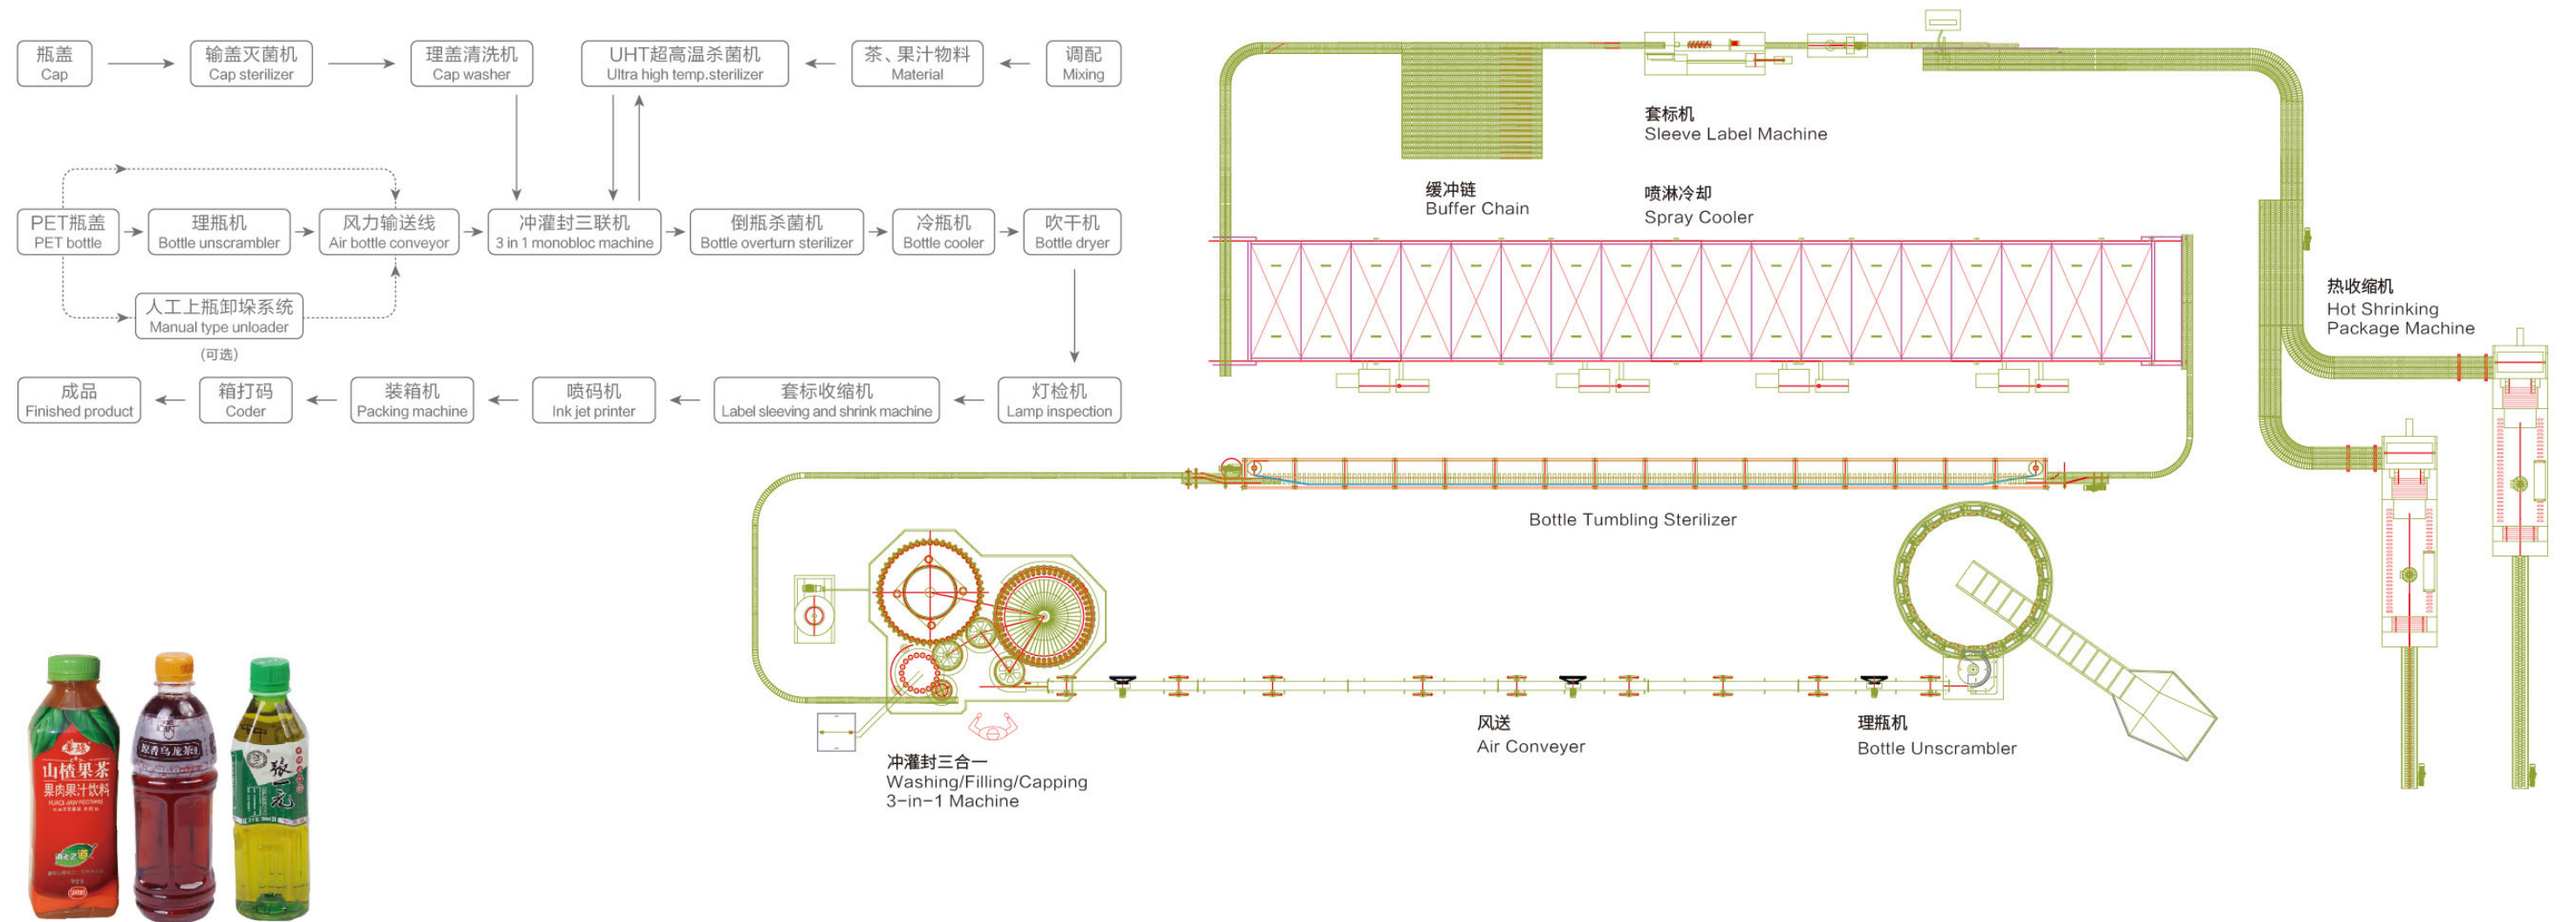 瓶盖
Cap
输盖灭菌机
Cap sterilizer
理盖清洗机
Cap washer
UHT超高温杀菌机
Ultra high temp.sterilizer
茶、果汁物料
Material
调配
Mixing
PET瓶盖
PET bottle
理瓶机
Bottle unscrambler
风力输送线
Air bottle conveyor
冲灌封三联机
3 in 1 monobloc machine
倒瓶杀菌机
Bottle overturn sterilizer
冷瓶机
Bottle cooler
吹干机
Bottle dryer
人工上瓶卸垛系统
Manual type unloader
(可选)
成品
Finished product
箱打码
Coder
装箱机
Packing machine
喷码机
Ink jet printer
套标收缩机
Label sleeving and shrink machine
灯检机
Lamp inspection
套标机
Sleeve Label Machine
缓冲链
Buffer Chain
喷淋冷却
Spray Cooler
热收缩机
Hot Shrinking
Package Machine
Bottle Tumbling Sterilizer
冲灌封三合一
Washing/Filling/Capping
3-in-1 Machine
风送
Air Conveyer
理瓶机
Bottle Unscrambler
山楂果茶
果肉果汁饮料
原香乌龙茶
张一元